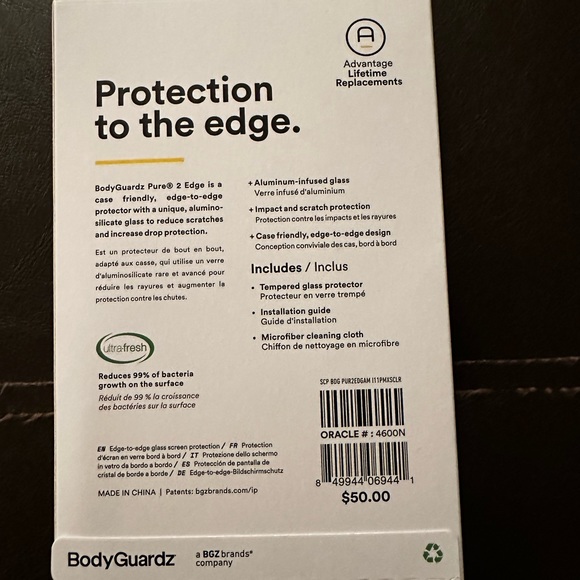 A
Advantage
Lifetime
Replacements
Protection
to the edge.
BodyGuardz Pure® 2 Edge is a
case friendly, edge-to-edge
protector with a unique, alumino-
silicate glass to reduce scratches
and increase drop protection.
Est un protecteur de bout en bout,
adapté aux casse, qui utilise un verre
d'aluminosilicate rare et avancé pour
réduire les rayures et augmenter le
protection contre les chutes.
ultra-fresh
Reduces 99% of bacteria
growth on the surface
Réduit de 99 % la croissance
des bactéries sur la surface
+ Aluminum-infused glass
Verre infusé d'aluminium
+ Impact and scratch protection
Protection contre les impacts et les rayures
+ Case friendly, edge-to-edge design
Conception conviviale des cas, bord à bord
Includes / Inclus
• Tempered glass protector
Protecteur en verre trempé
• Installation guide
Guide d'installation
• Microfiber cleaning cloth
Chiffon de nettoyage en microfibre
SCP BDG PUR2EDGAM I11PMXSCLR
ORACLE # : 4600N
8 49944 06944 1
$50.00
EN Edge-to-edge glass screen protection / FR Protection
d'écran en verre bord à bord / IT Protezione dello schermo
in vetro da bordo a bordo / ES Protección de pantalla de
cristal de borde a borde / DE Edge-to-edge-Bildschirmschutz
MADE IN CHINA | Patents: bgzbrands.com/ip
BodyGuardz
a BGZbrands®
company